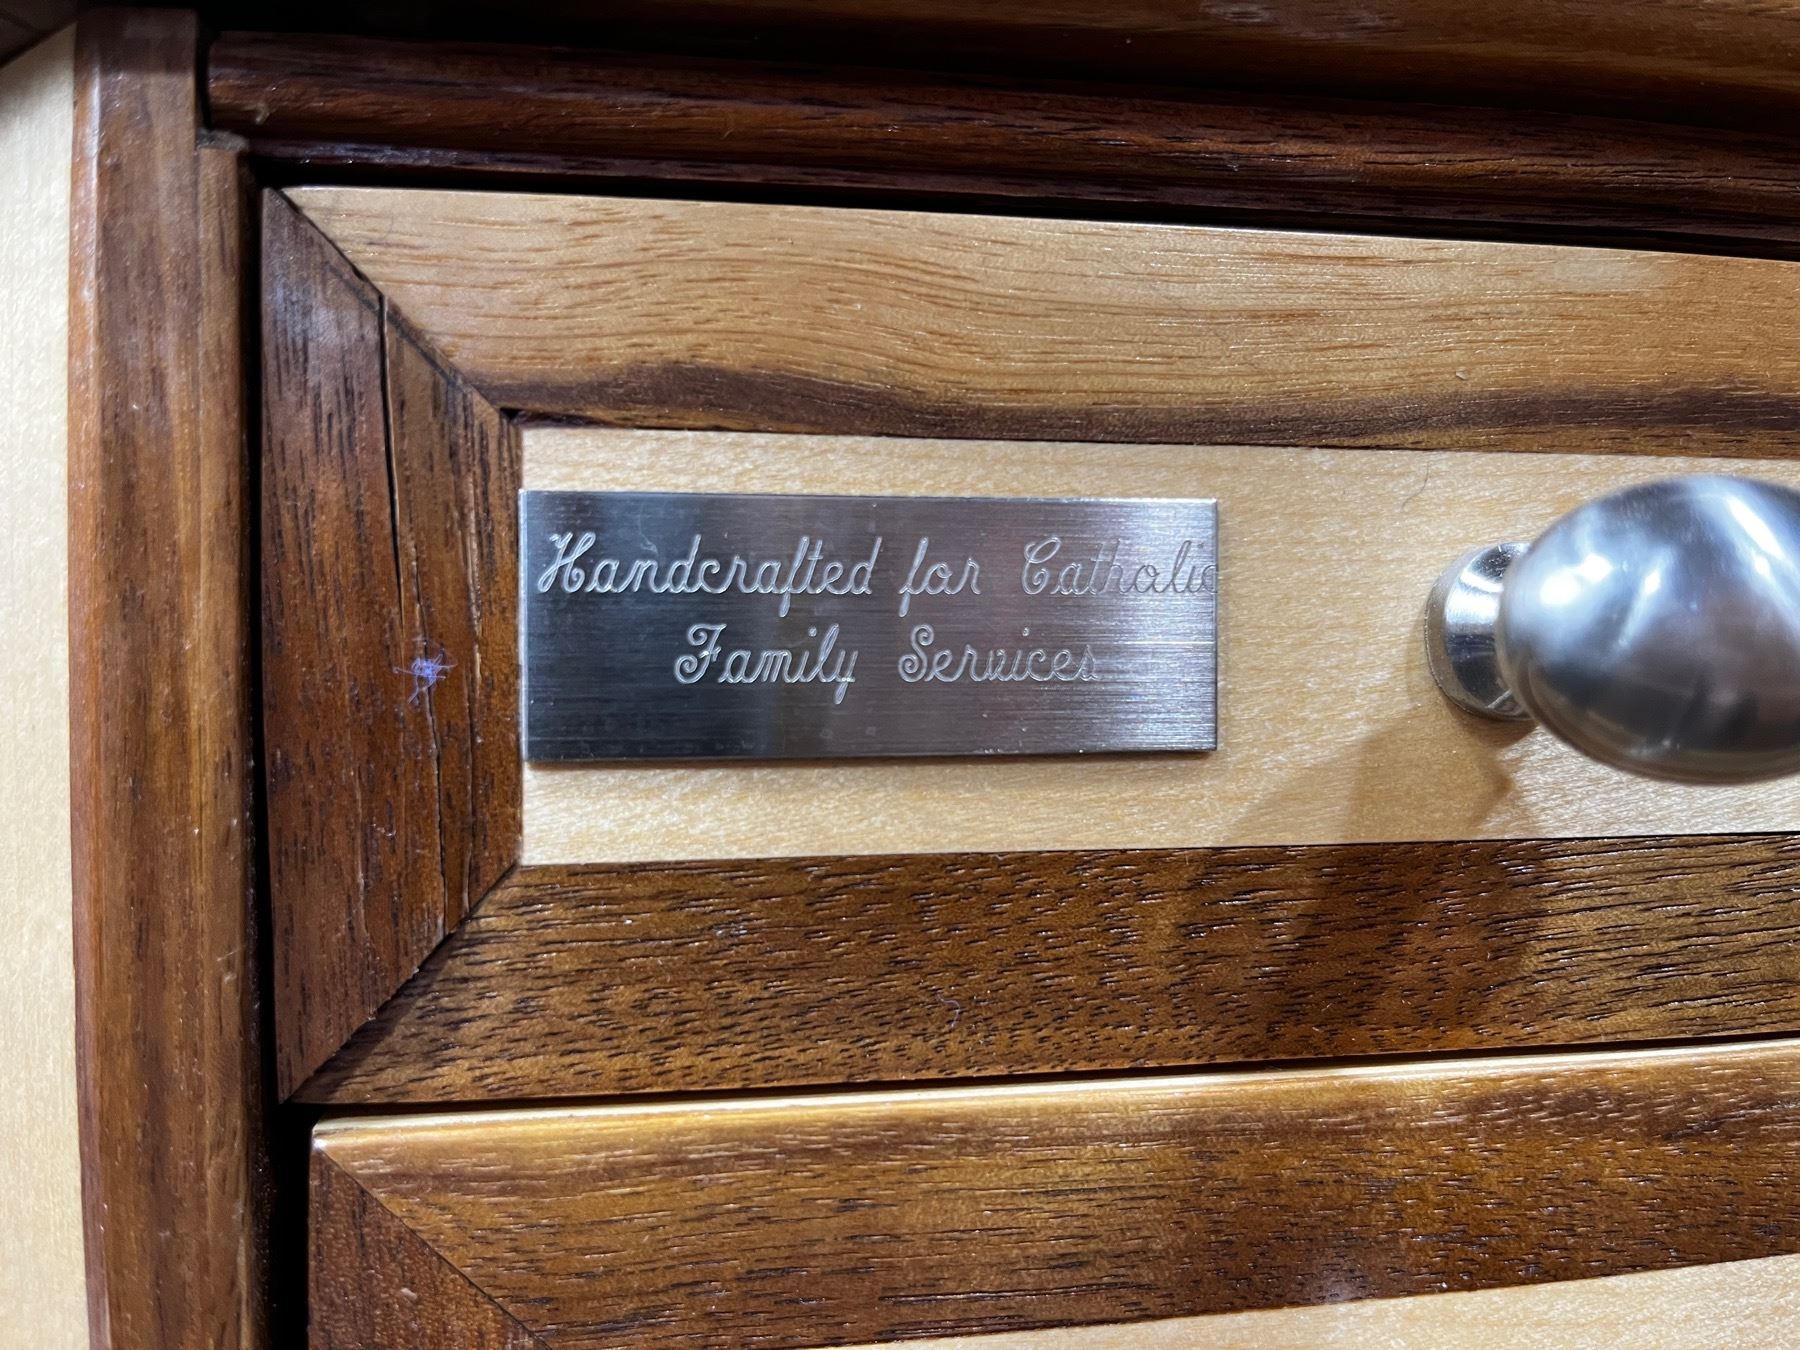 Handcrafted for Catholic
Family Services